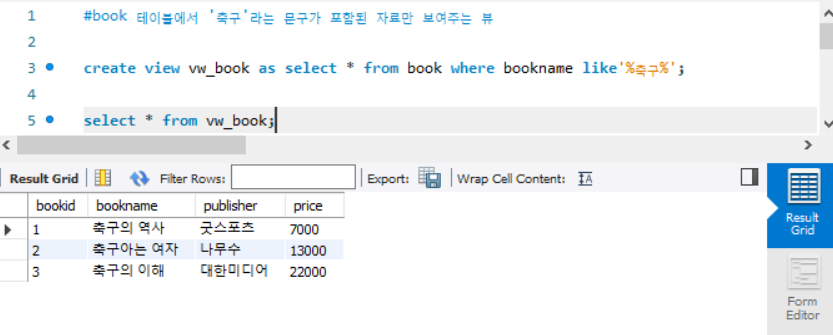 1 #book 테이블에서 '축구'라는 문구가 포함된 자료만 보여주는 뷰
2
3 create view vw_book as select * from book where bookname like'%축구%';
4
5 select * from vw_book;
Result Grid Filter Rows: Export: Wrap Cell Content:
bookid bookname publisher price
1 축구의 역사 굿스포츠 7000
2 축구아는 여자 나무수 13000
3 축구의 이해 대한미디어 22000
Result
Grid
Form
Editor